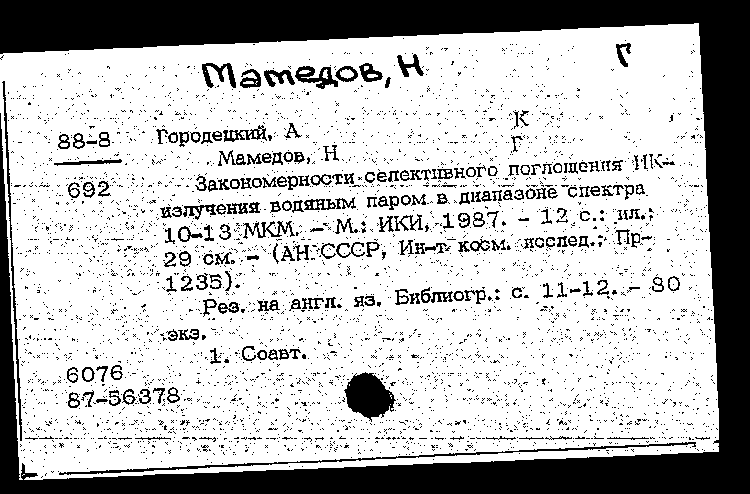 Мамедов, Н Г
К
88-8 Городецкий, А
Мамедов, Н Г
692 Закономерности селективного поглощения ИК-
излучения водяным паром в диапазоне спектра
10-13 МКМ. - М.: ИКИ, 1987. - 12 с.: ил.;
29 см. - (АН СССР, Ин-т косм. исслед.; Пр-
1235).
Рез. на англ. яз. Библиогр.: с. 11-12. - 80
экз.
1. Соавт.
6076
87-56378